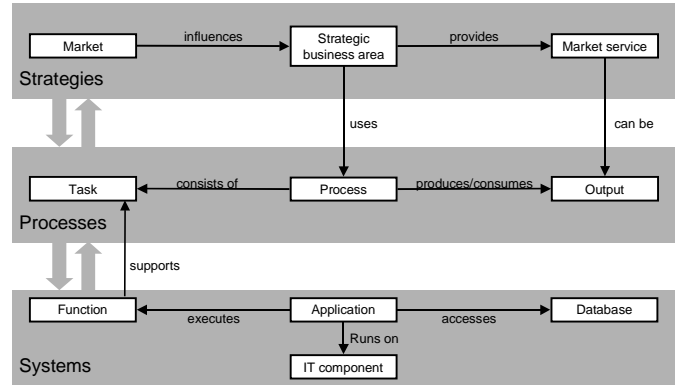 Market
influences
Strategic
business area
provides
Market service
Strategies
uses
can be
Task
consists of
Process
produces/consumes
Output
Processes
supports
Function
executes
Application
accesses
Database
Runs on
IT component
Systems